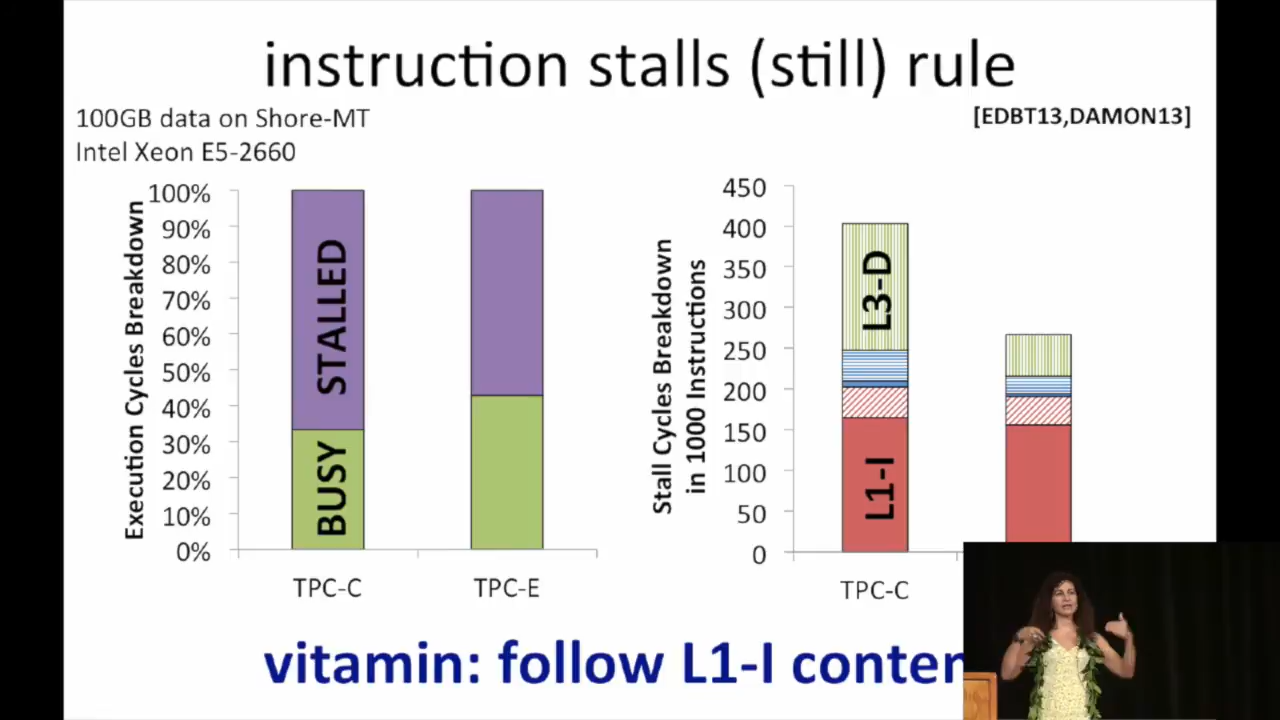 instruction stalls (still) rule
100GB data on Shore-MT
Intel Xeon E5-2660
[EDBT13,DAMON13]
Execution Cycles Breakdown
100%
90%
80%
70%
60%
50%
40%
30%
20%
10%
0%
STALLED
BUSY
TPC-C
TPC-E
Stall Cycles Breakdown
in 1000 Instructions
450
400
350
300
250
200
150
100
50
0
L3-D
L1-I
TPC-C
vitamin: follow L1-I